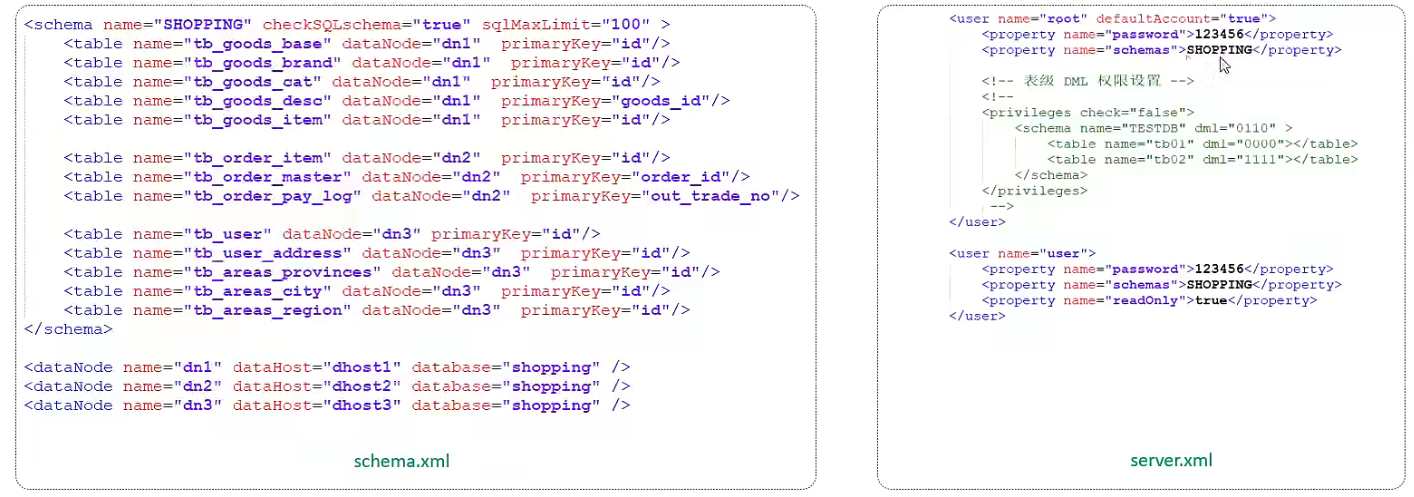 <schema name="SHOPPING" checkSQLschema="true" sqlMaxLimit="100" >
<table name="tb_goods_base" dataNode="dn1" primaryKey="id"/>
<table name="tb_goods_brand" dataNode="dn1" primaryKey="id"/>
<table name="tb_goods_cat" dataNode="dn1" primaryKey="id"/>
<table name="tb_goods_desc" dataNode="dn1" primaryKey="goods_id"/>
<table name="tb_goods_item" dataNode="dn1" primaryKey="id"/>
<table name="tb_order_item" dataNode="dn2" primaryKey="id"/>
<table name="tb_order_master" dataNode="dn2" primaryKey="order_id"/>
<table name="tb_order_pay_log" dataNode="dn2" primaryKey="out_trade_no"/>
<table name="tb_user" dataNode="dn3" primaryKey="id"/>
<table name="tb_user_address" dataNode="dn3" primaryKey="id"/>
<table name="tb_areas_provinces" dataNode="dn3" primaryKey="id"/>
<table name="tb_areas_city" dataNode="dn3" primaryKey="id"/>
<table name="tb_areas_region" dataNode="dn3" primaryKey="id"/>
</schema>
<dataNode name="dn1" dataHost="dhost1" database="shopping" />
<dataNode name="dn2" dataHost="dhost2" database="shopping" />
<dataNode name="dn3" dataHost="dhost3" database="shopping" />
schema.xml
<user name="root" defaultAccount="true">
<property name="password">123456</property>
<property name="schemas">SHOPPING</property>
<!-- 表级 DML 权限设置 -->
<!--
<privileges check="false">
<schema name="TESTDB" dml="0110" >
<table name="tb01" dml="0000"></table>
<table name="tb02" dml="1111"></table>
</schema>
</privileges>
-->
</user>
<user name="user">
<property name="password">123456</property>
<property name="schemas">SHOPPING</property>
<property name="readOnly">true</property>
</user>
server.xml